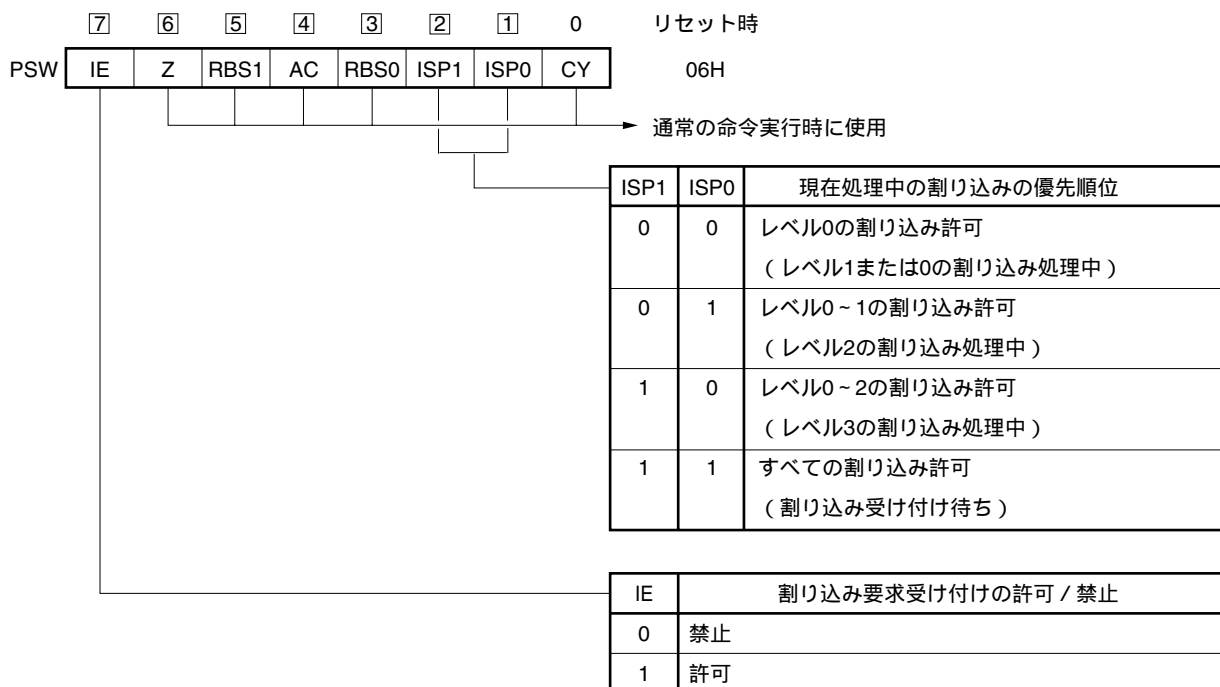 7 6 5 4 3 2 1 0 リセット時
PSW IE Z RBS1 AC RBS0 ISP1 ISP0 CY 06H
通常の命令実行時に使用
ISP1 ISP0 現在処理中の割り込みの優先順位
0 0 レベル0の割り込み許可
(レベル1または0の割り込み処理中)
0 1 レベル0~1の割り込み許可
(レベル2の割り込み処理中)
1 0 レベル0~2の割り込み許可
(レベル3の割り込み処理中)
1 1 すべての割り込み許可
(割り込み受け付け待ち)
IE 割り込み要求受け付けの許可/禁止
0 禁止
1 許可